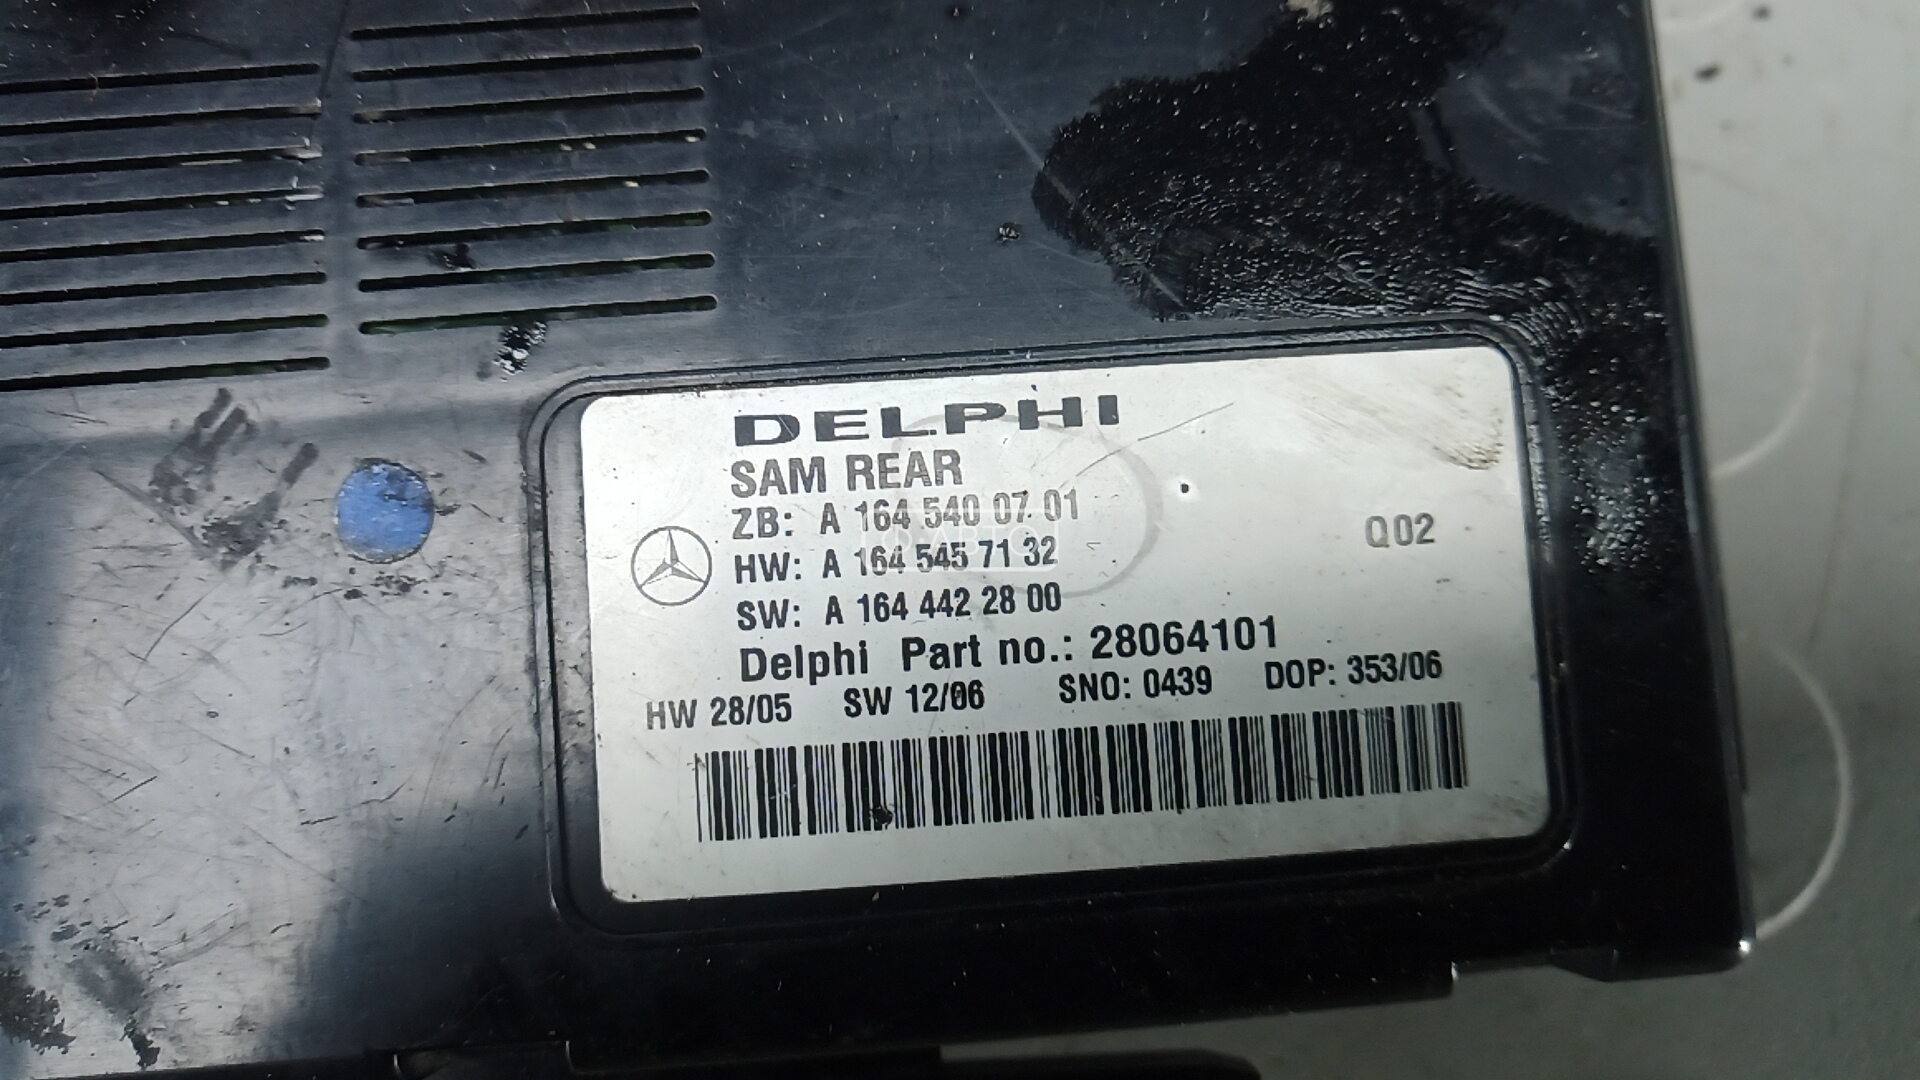 DELPHI
SAM REAR
ZB: A 164 540 07 01
HW: A 164 545 71 32
Q02
SW: A 164 442 28 00
Delphi Part no.: 28064101
HW 28/05 SW 12/06 SNO: 0439 DOP: 353/06